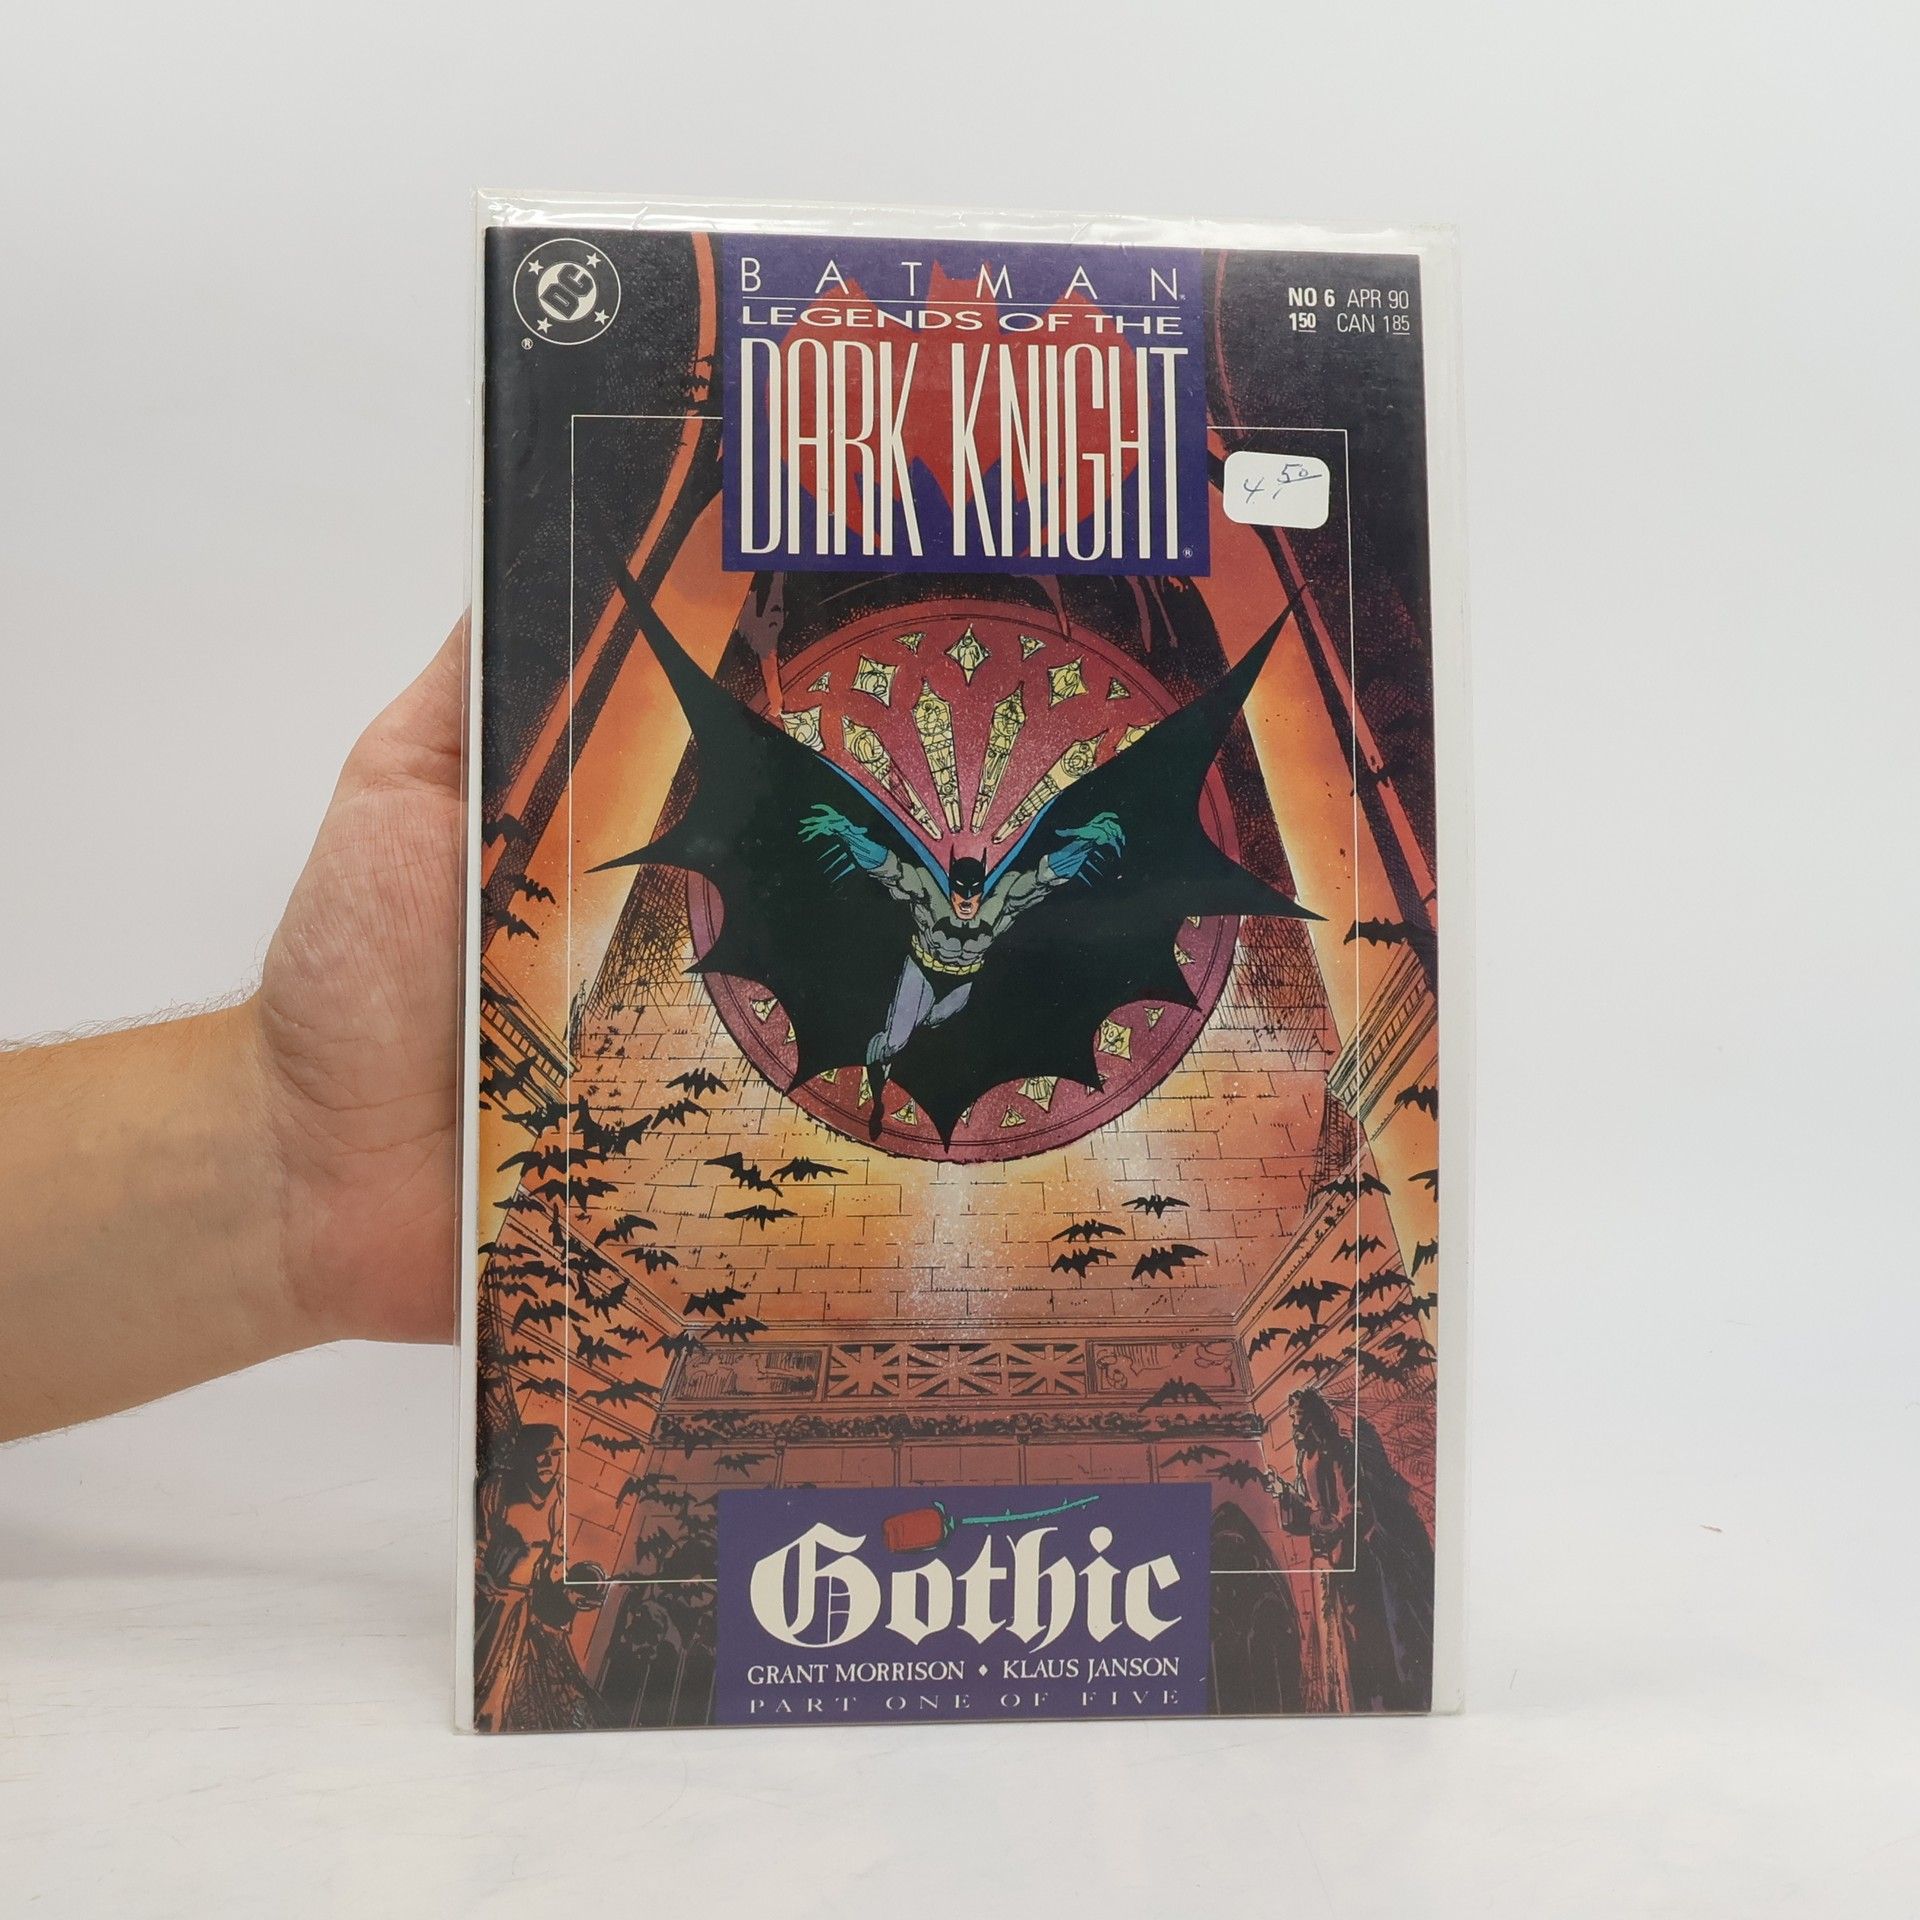 DC
®
BATMAN
LEGENDS OF THE
DARK KNIGHT®
NO 6 APR 90
1 50 CAN 1 85
4,50
Gothic
GRANT MORRISON ♦ KLAUS JANSON
PART ONE OF FIVE